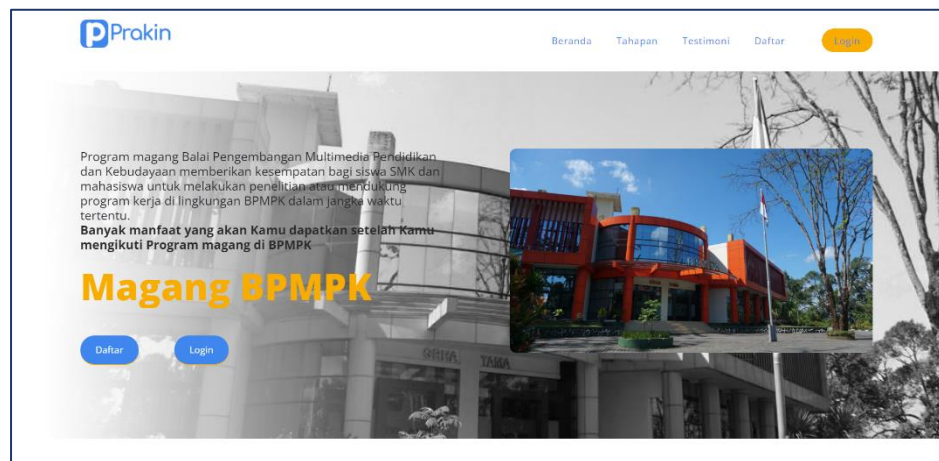 Prakin
Beranda Tahapan Testimoni Daftar Login
Program magang Balai Pengembangan Multimedia Pendidikan
dan Kebudayaan memberikan kesempatan bagi siswa SMK dan
mahasiswa untuk melakukan penelitian atau mendukung
program kerja di lingkungan BPMPK dalam jangka waktu
tertentu.
Banyak manfaat yang akan Kamu dapatkan setelah Kamu
mengikuti Program magang di BPMPK
Magang BPMPK
Daftar Login
GRHA TAMA